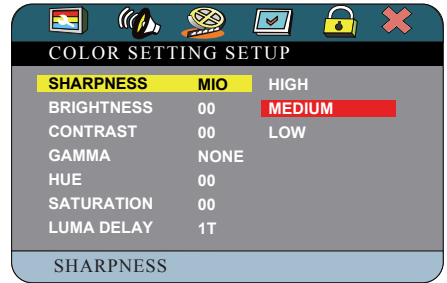 COLOR SETTING SETUP
SHARPNESS MIO HIGH
BRIGHTNESS 00 MEDIUM
CONTRAST 00 LOW
GAMMA NONE
HUE 00
SATURATION 00
LUMA DELAY 1T
SHARPNESS